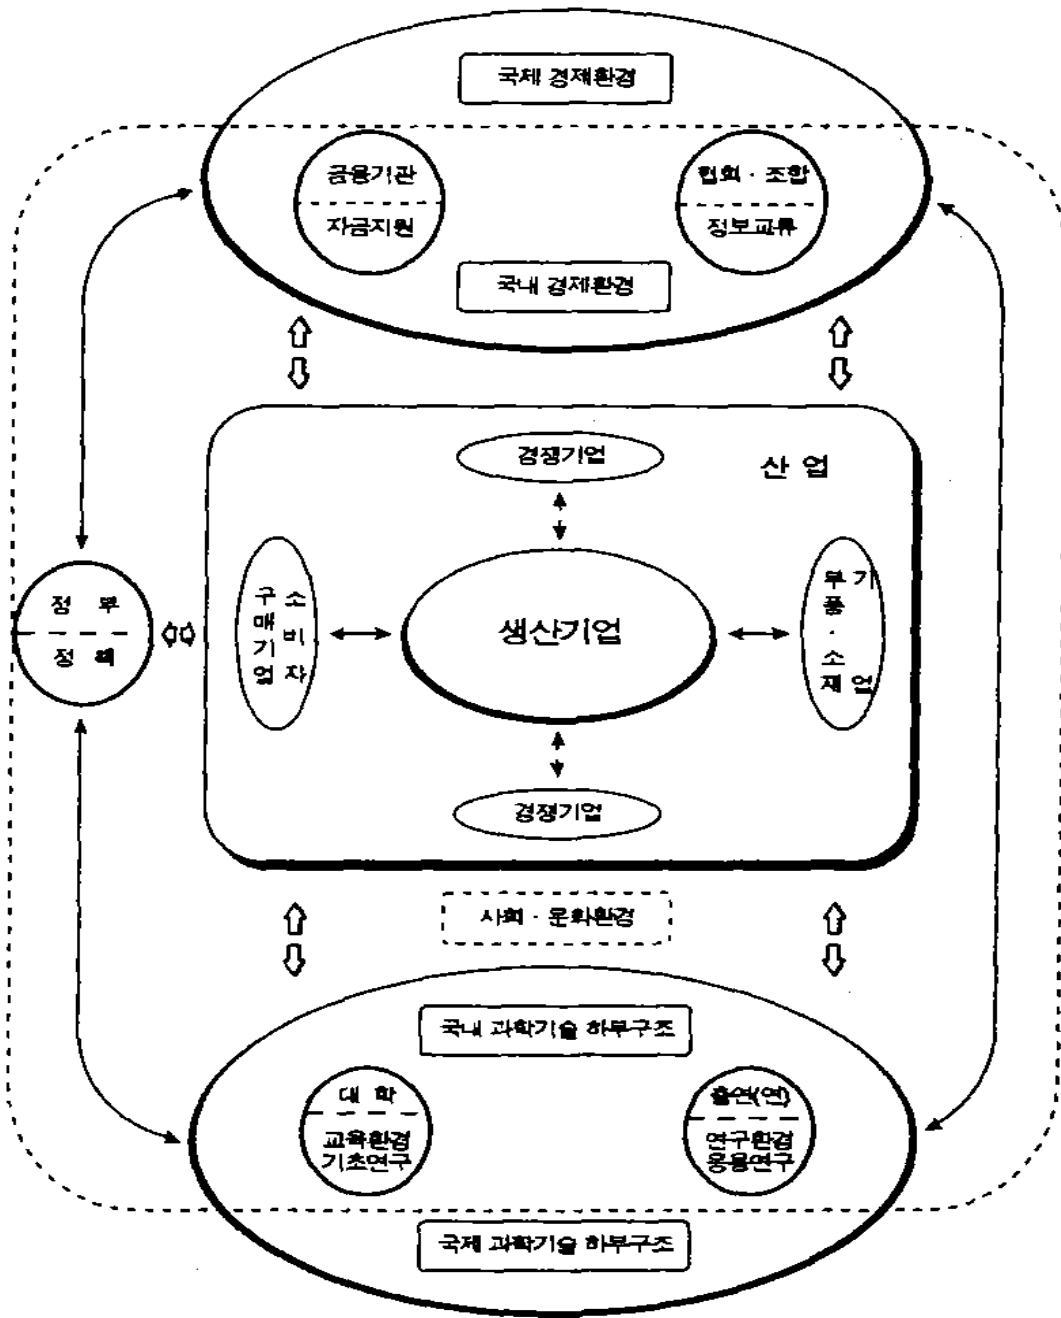 국제 경제환경
금융기관
자금지원
협회 · 조합
정보교류
국내 경제환경
산 업
경쟁기업
정 부
정 책
구매기업
소비자
생산기업
부품 · 소재
기업
경쟁기업
사회 · 문화환경
국내 과학기술 하부구조
대 학
교육환경
기초연구
출연(연)
연구환경
응용연구
국제 과학기술 하부구조